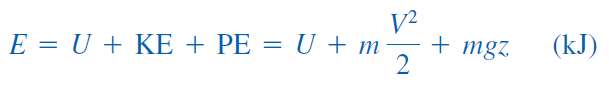 E = U + KE + PE = U + m V²/2 + mgz (kJ)